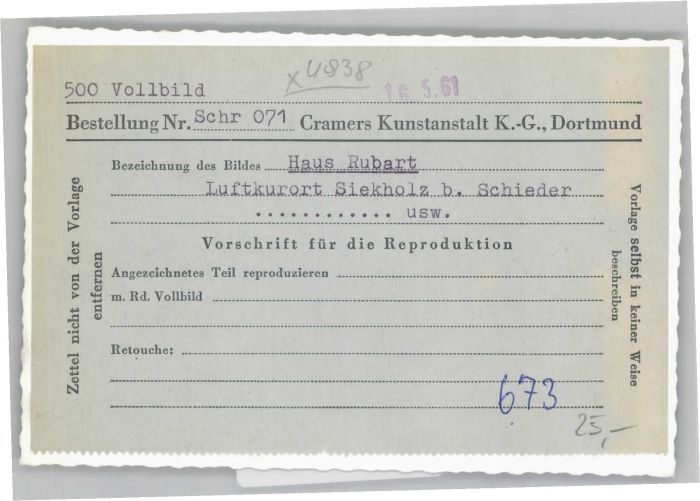 x 4838
500 Vollbild
16.5.61
Bestellung Nr. Schr 071 Cramers Kunstanstalt K.-G., Dortmund
Bezeichnung des Bildes Haus Rubart
Luftkurort Siekholz b. Schieder
............ usw.
Vorschrift für die Reproduktion
Angezeichnetes Teil reproduzieren
m. Rd. Vollbild
Retouche:
673
25,-
Zettel nicht von der Vorlage
entfernen
Vorlage selbst in keiner Weise
beschreiben